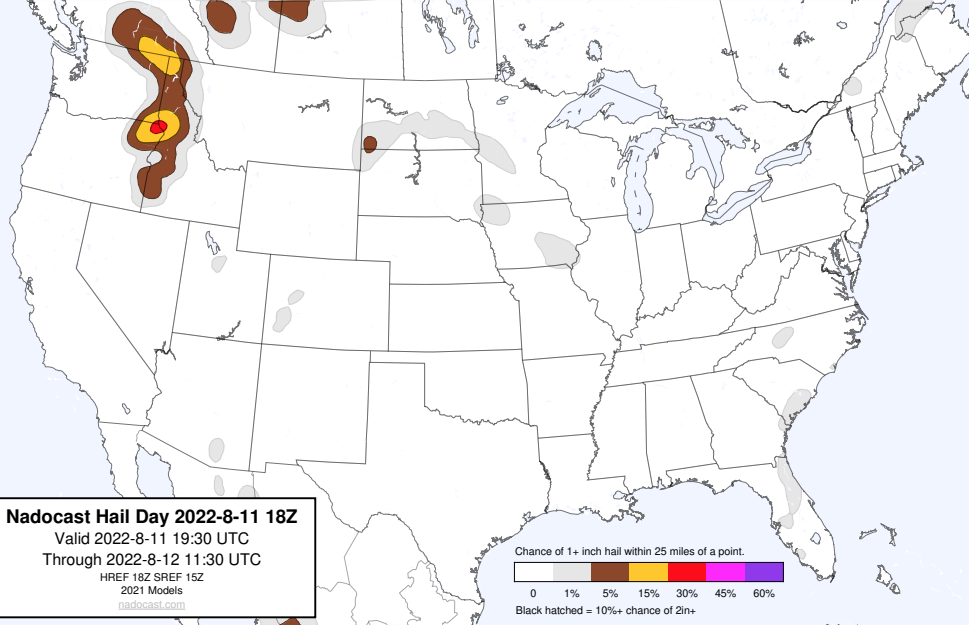 Nadocast Hail Day 2022-8-11 18Z
Valid 2022-8-11 19:30 UTC
Through 2022-8-12 11:30 UTC
HREF 18Z SREF 15Z
2021 Models
nadocast.com
Chance of 1+ inch hail within 25 miles of a point.
0 1% 5% 15% 30% 45% 60%
Black hatched = 10%+ chance of 2in+